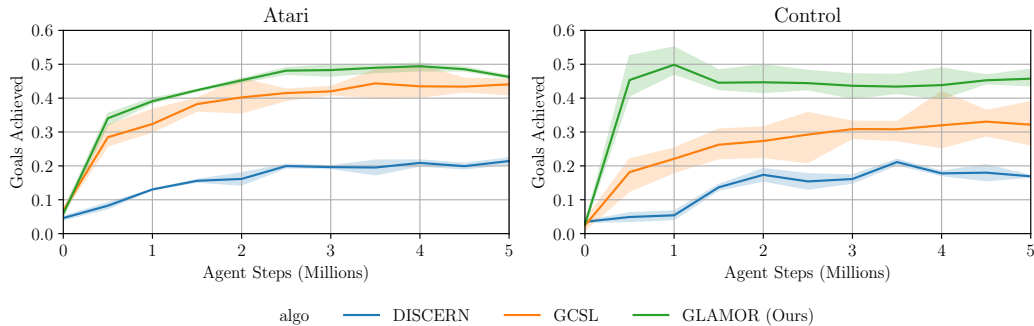 Atari
Control
Goals Achieved
0.6
0.5
0.4
0.3
0.2
0.1
0.0
0 1 2 3 4 5
Agent Steps (Millions)
Goals Achieved
0.6
0.5
0.4
0.3
0.2
0.1
0.0
0 1 2 3 4 5
Agent Steps (Millions)
algo DISCERN GCSL GLAMOR (Ours)